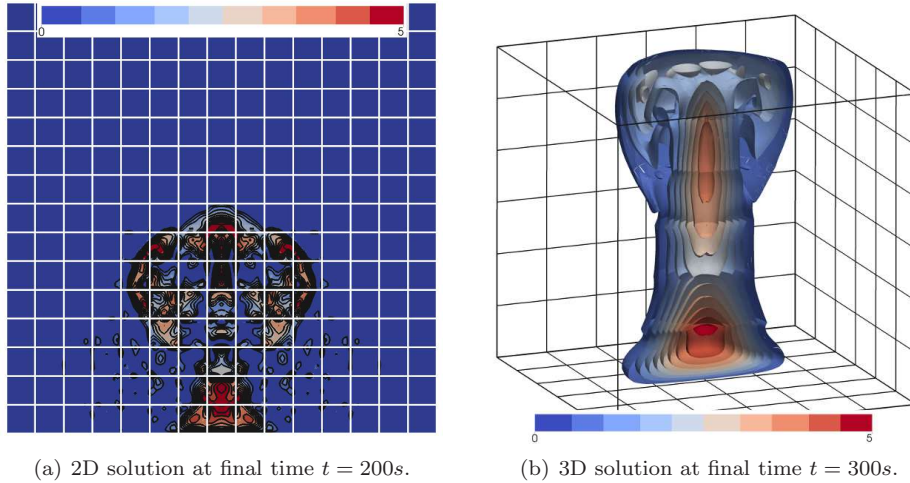 0 5
0 5
(a) 2D solution at final time t = 200s.
(b) 3D solution at final time t = 300s.